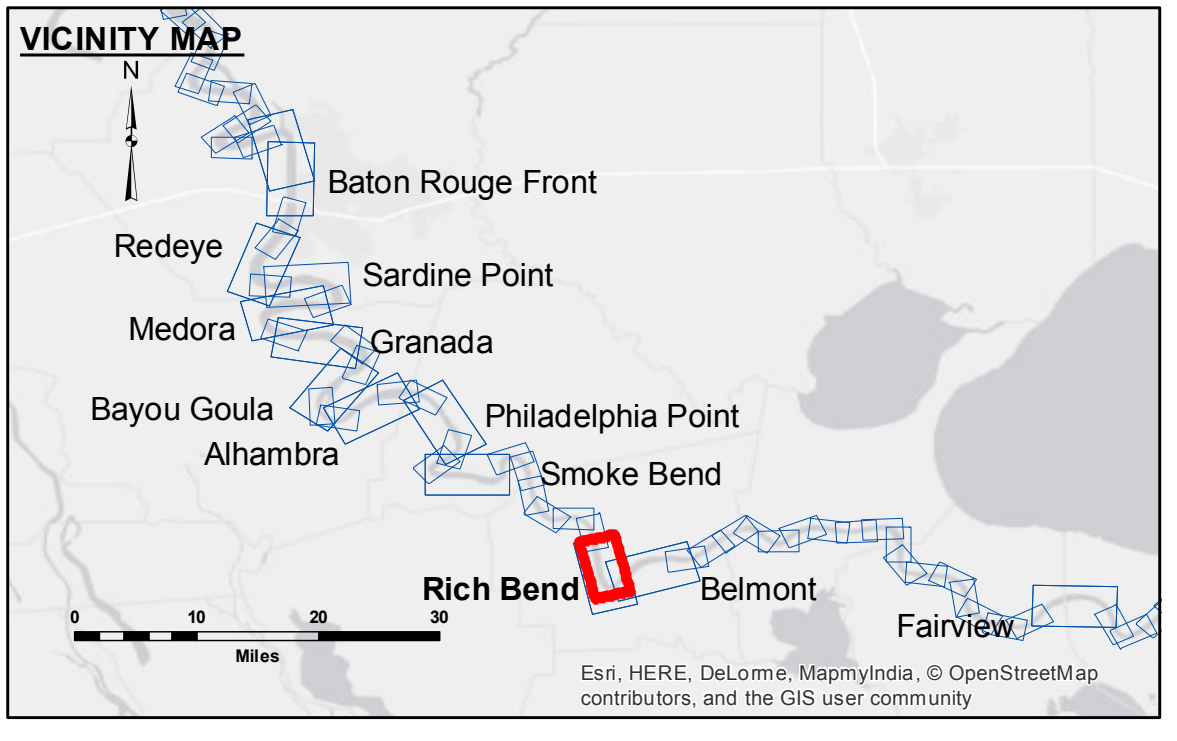 VICINITY MAP
N
Baton Rouge Front
Redeye
Sardine Point
Medora
Granada
Bayou Goula
Philadelphia Point
Alhambra
Smoke Bend
Rich Bend
Belmont
Fairview
0 10 20 30
Miles
Esri, HERE, DeLorme, MapmyIndia, © OpenStreetMap
contributors, and the GIS user community